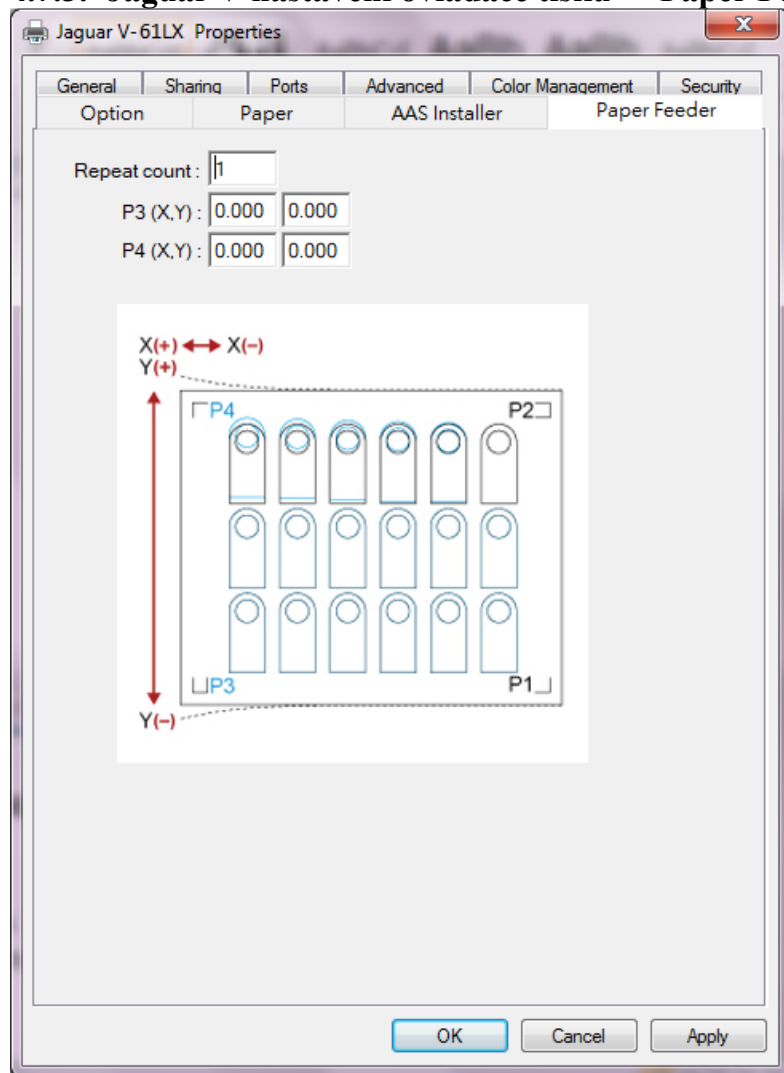 Jaguar V-61LX Properties
General Sharing Ports Advanced Color Management Security
Option Paper AAS Installer Paper Feeder
Repeat count : 1
P3 (X,Y) : 0.000 0.000
P4 (X,Y) : 0.000 0.000
X(+) X(−)
Y(+)
P4 P2
P3 P1
Y(−)
OK Cancel Apply